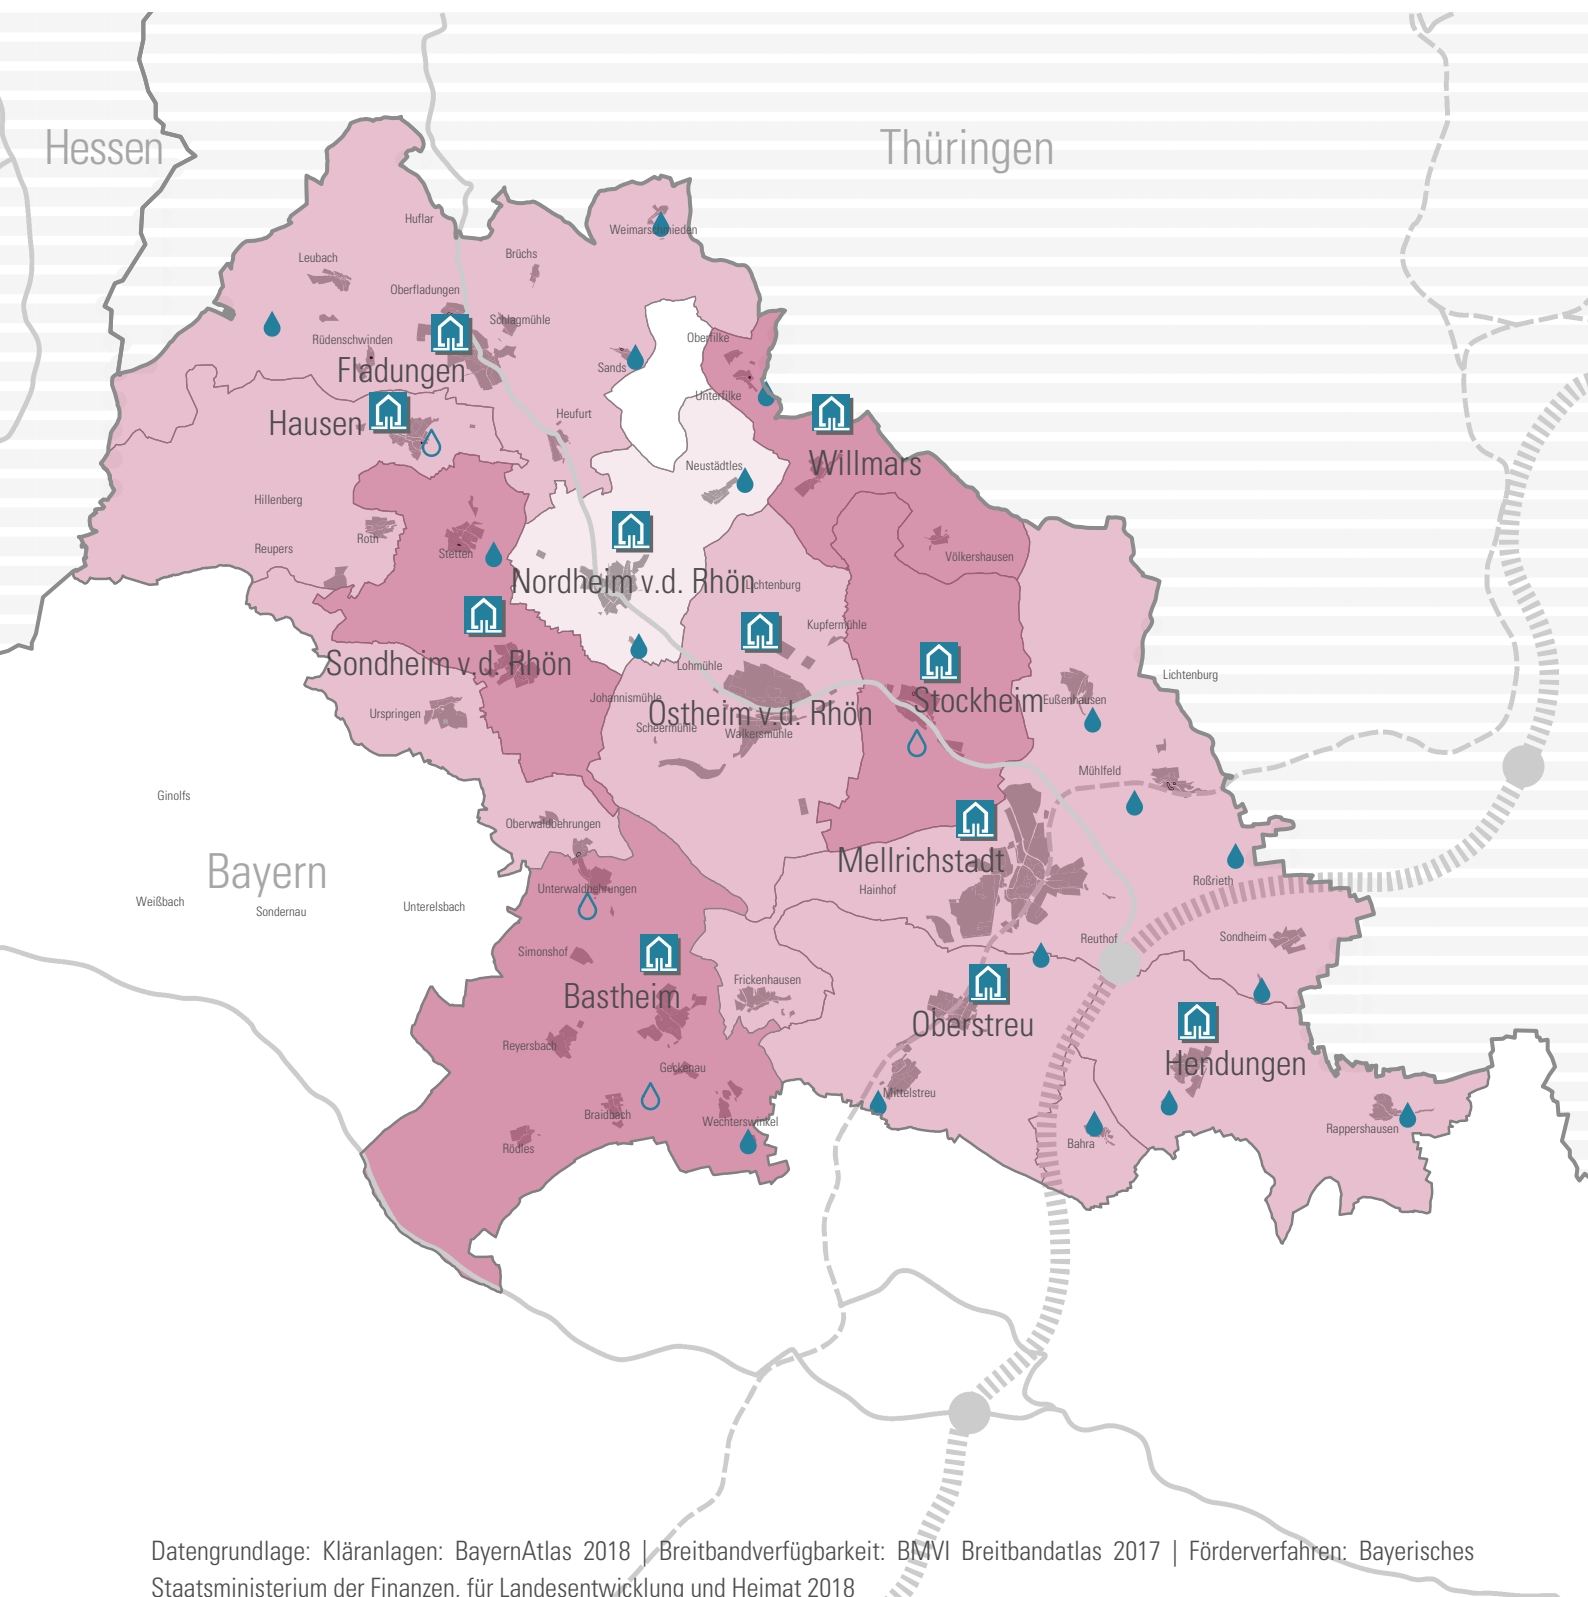 Hessen
Thüringen
Huflar
Weimarschmieden
Brüchs
Leubach
Oberfladungen
Schlagmühle
Rüdenschwinden
Oberfilke
Sands
Fladungen
Unterfilke
Heufurt
Hausen
Willmars
Neustädtles
Hillenberg
Roth
Reupers
Stetten
Völkershausen
Nordheim v.d. Rhön
Lichtenburg
Kupfermühle
Sondheim v.d. Rhön
Lohmühle
Lichtenburg
Johannismühle
Stockheim
Eußenhausen
Urspringen
Ostheim v.d. Rhön
Scheermühle
Walkersmühle
Mühlfeld
Ginolfs
Oberwaldbehrungen
Mellrichstadt
Bayern
Hainhof
Roßrieth
Unterwaldbehrungen
Weißbach
Sondernau
Unterelsbach
Simonshof
Reuthof
Sondheim
Frickenhausen
Bastheim
Oberstreu
Reyersbach
Hendungen
Geckenau
Mittelstreu
Braidbach
Wechterswinkel
Rappershausen
Rödles
Bahra
Datengrundlage: Kläranlagen: BayernAtlas 2018 | Breitbandverfügbarkeit: BMVI Breitbandatlas 2017 | Förderverfahren: Bayerisches
Staatsministerium der Finanzen, für Landesentwicklung und Heimat 2018